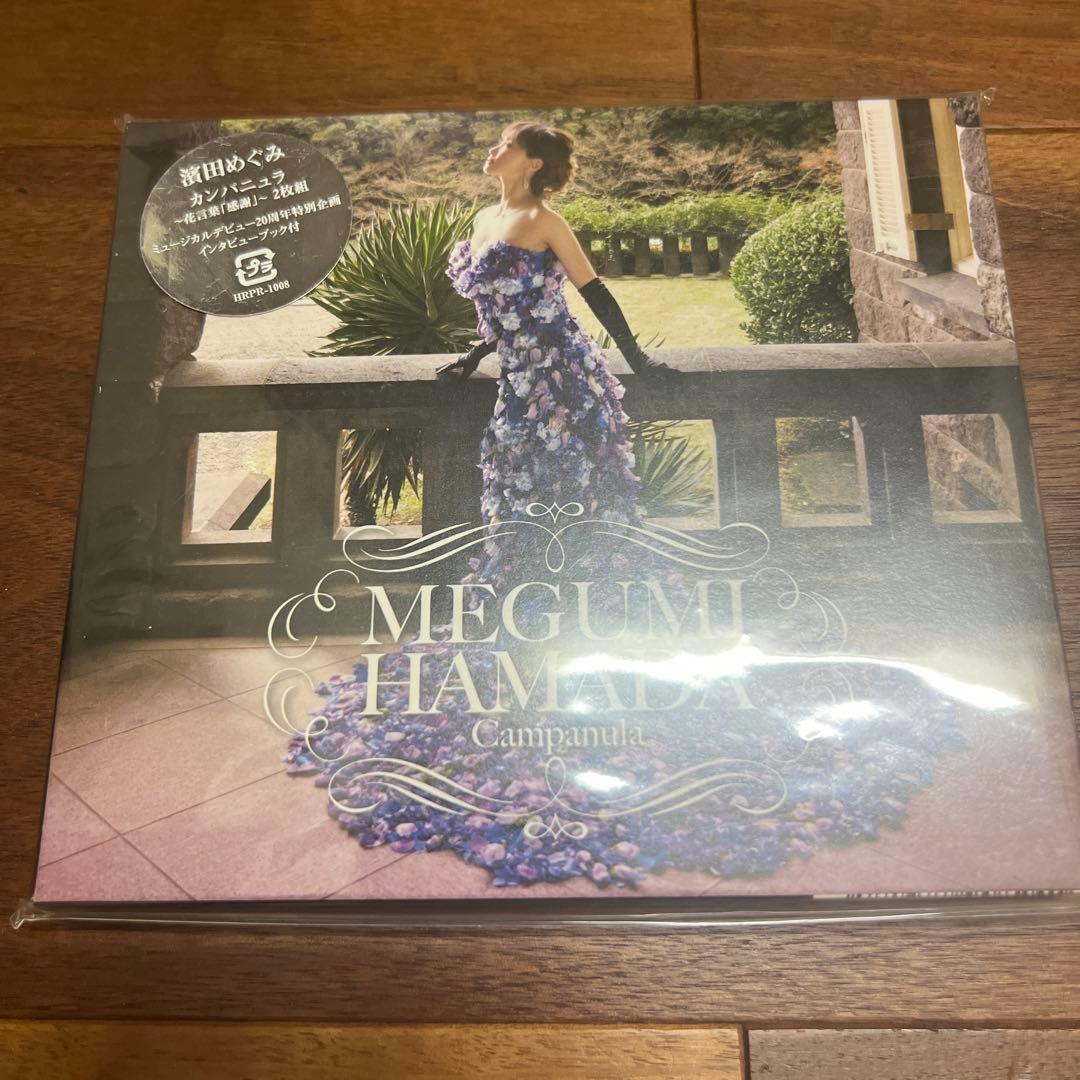 濱田めぐみ
カンパニュラ
~花言葉「感謝」~ 2枚組
ミュージカルデビュー20周年特別企画
インタビューブック付
プラ
HRPR-1008
MEGUMI
HAMADA
Campanula